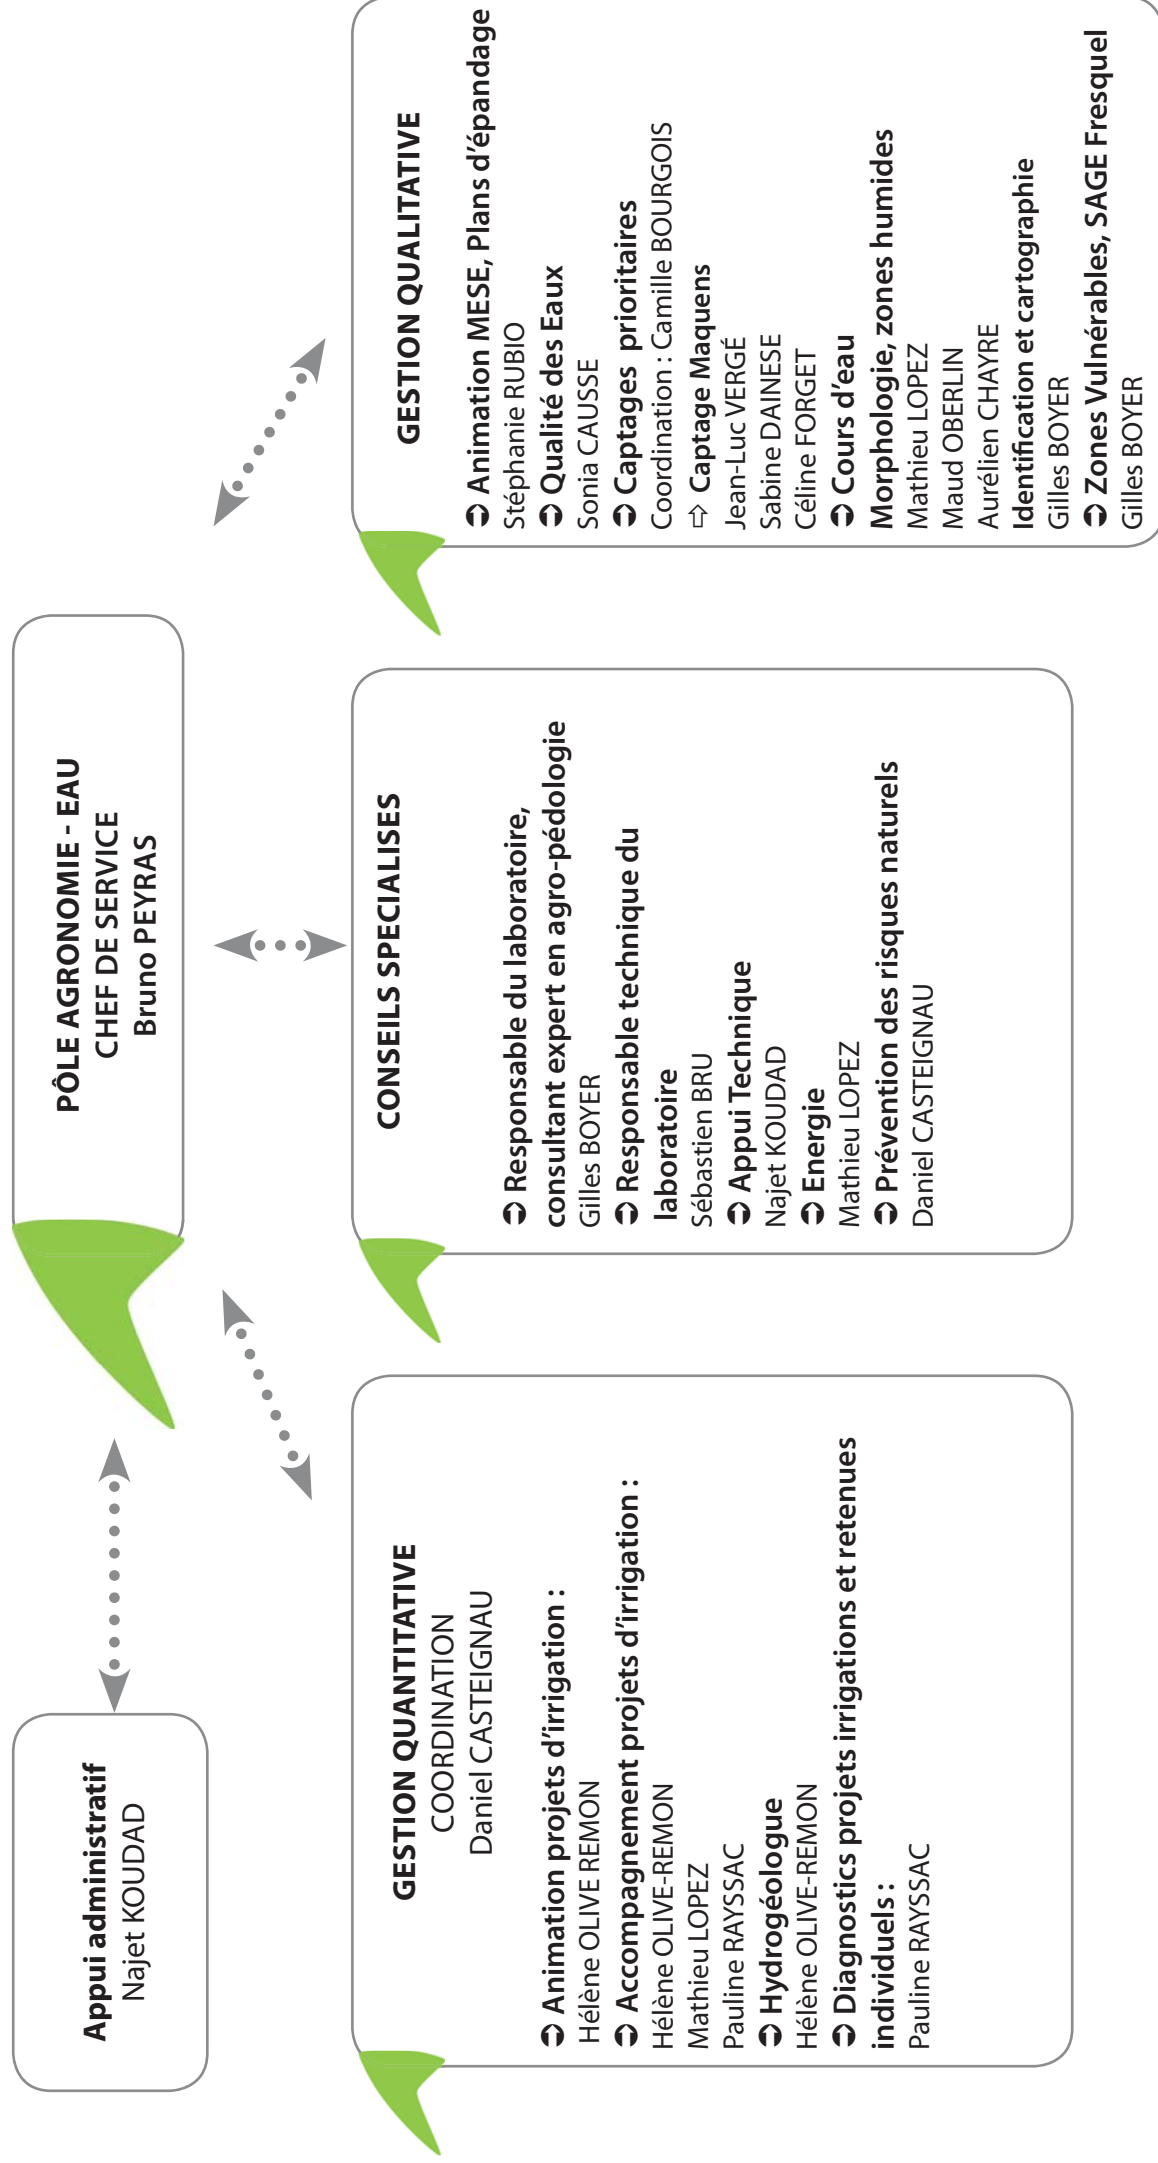 PÔLE AGRONOMIE - EAU
CHEF DE SERVICE
Bruno PEYRAS
Appui administratif
Najet KOUDAD
GESTION QUANTITATIVE
COORDINATION
Daniel CASTEIGNAU
➲ Animation projets d'irrigation :
Hélène OLIVE REMON
➲ Accompagnement projets d'irrigation :
Hélène OLIVE-REMON
Mathieu LOPEZ
Pauline RAYSSAC
➲ Hydrogéologue
Hélène OLIVE-REMON
➲ Diagnostics projets irrigations et retenues
individuels :
Pauline RAYSSAC
CONSEILS SPECIALISES
➲ Responsable du laboratoire,
consultant expert en agro-pédologie
Gilles BOYER
➲ Responsable technique du
laboratoire
Sébastien BRU
➲ Appui Technique
Najet KOUDAD
➲ Energie
Mathieu LOPEZ
➲ Prévention des risques naturels
Daniel CASTEIGNAU
GESTION QUALITATIVE
➲ Animation MESE, Plans d'épandage
Stéphanie RUBIO
➲ Qualité des Eaux
Sonia CAUSSE
➲ Captages prioritaires
Coordination : Camille BOURGOIS
⇨ Captage Maquens
Jean-Luc VERGÉ
Sabine DAINESE
Céline FORGET
➲ Cours d'eau
Morphologie, zones humides
Mathieu LOPEZ
Maud OBERLIN
Aurélien CHAYRE
Identification et cartographie
Gilles BOYER
➲ Zones Vulnérables, SAGE Fresquel
Gilles BOYER